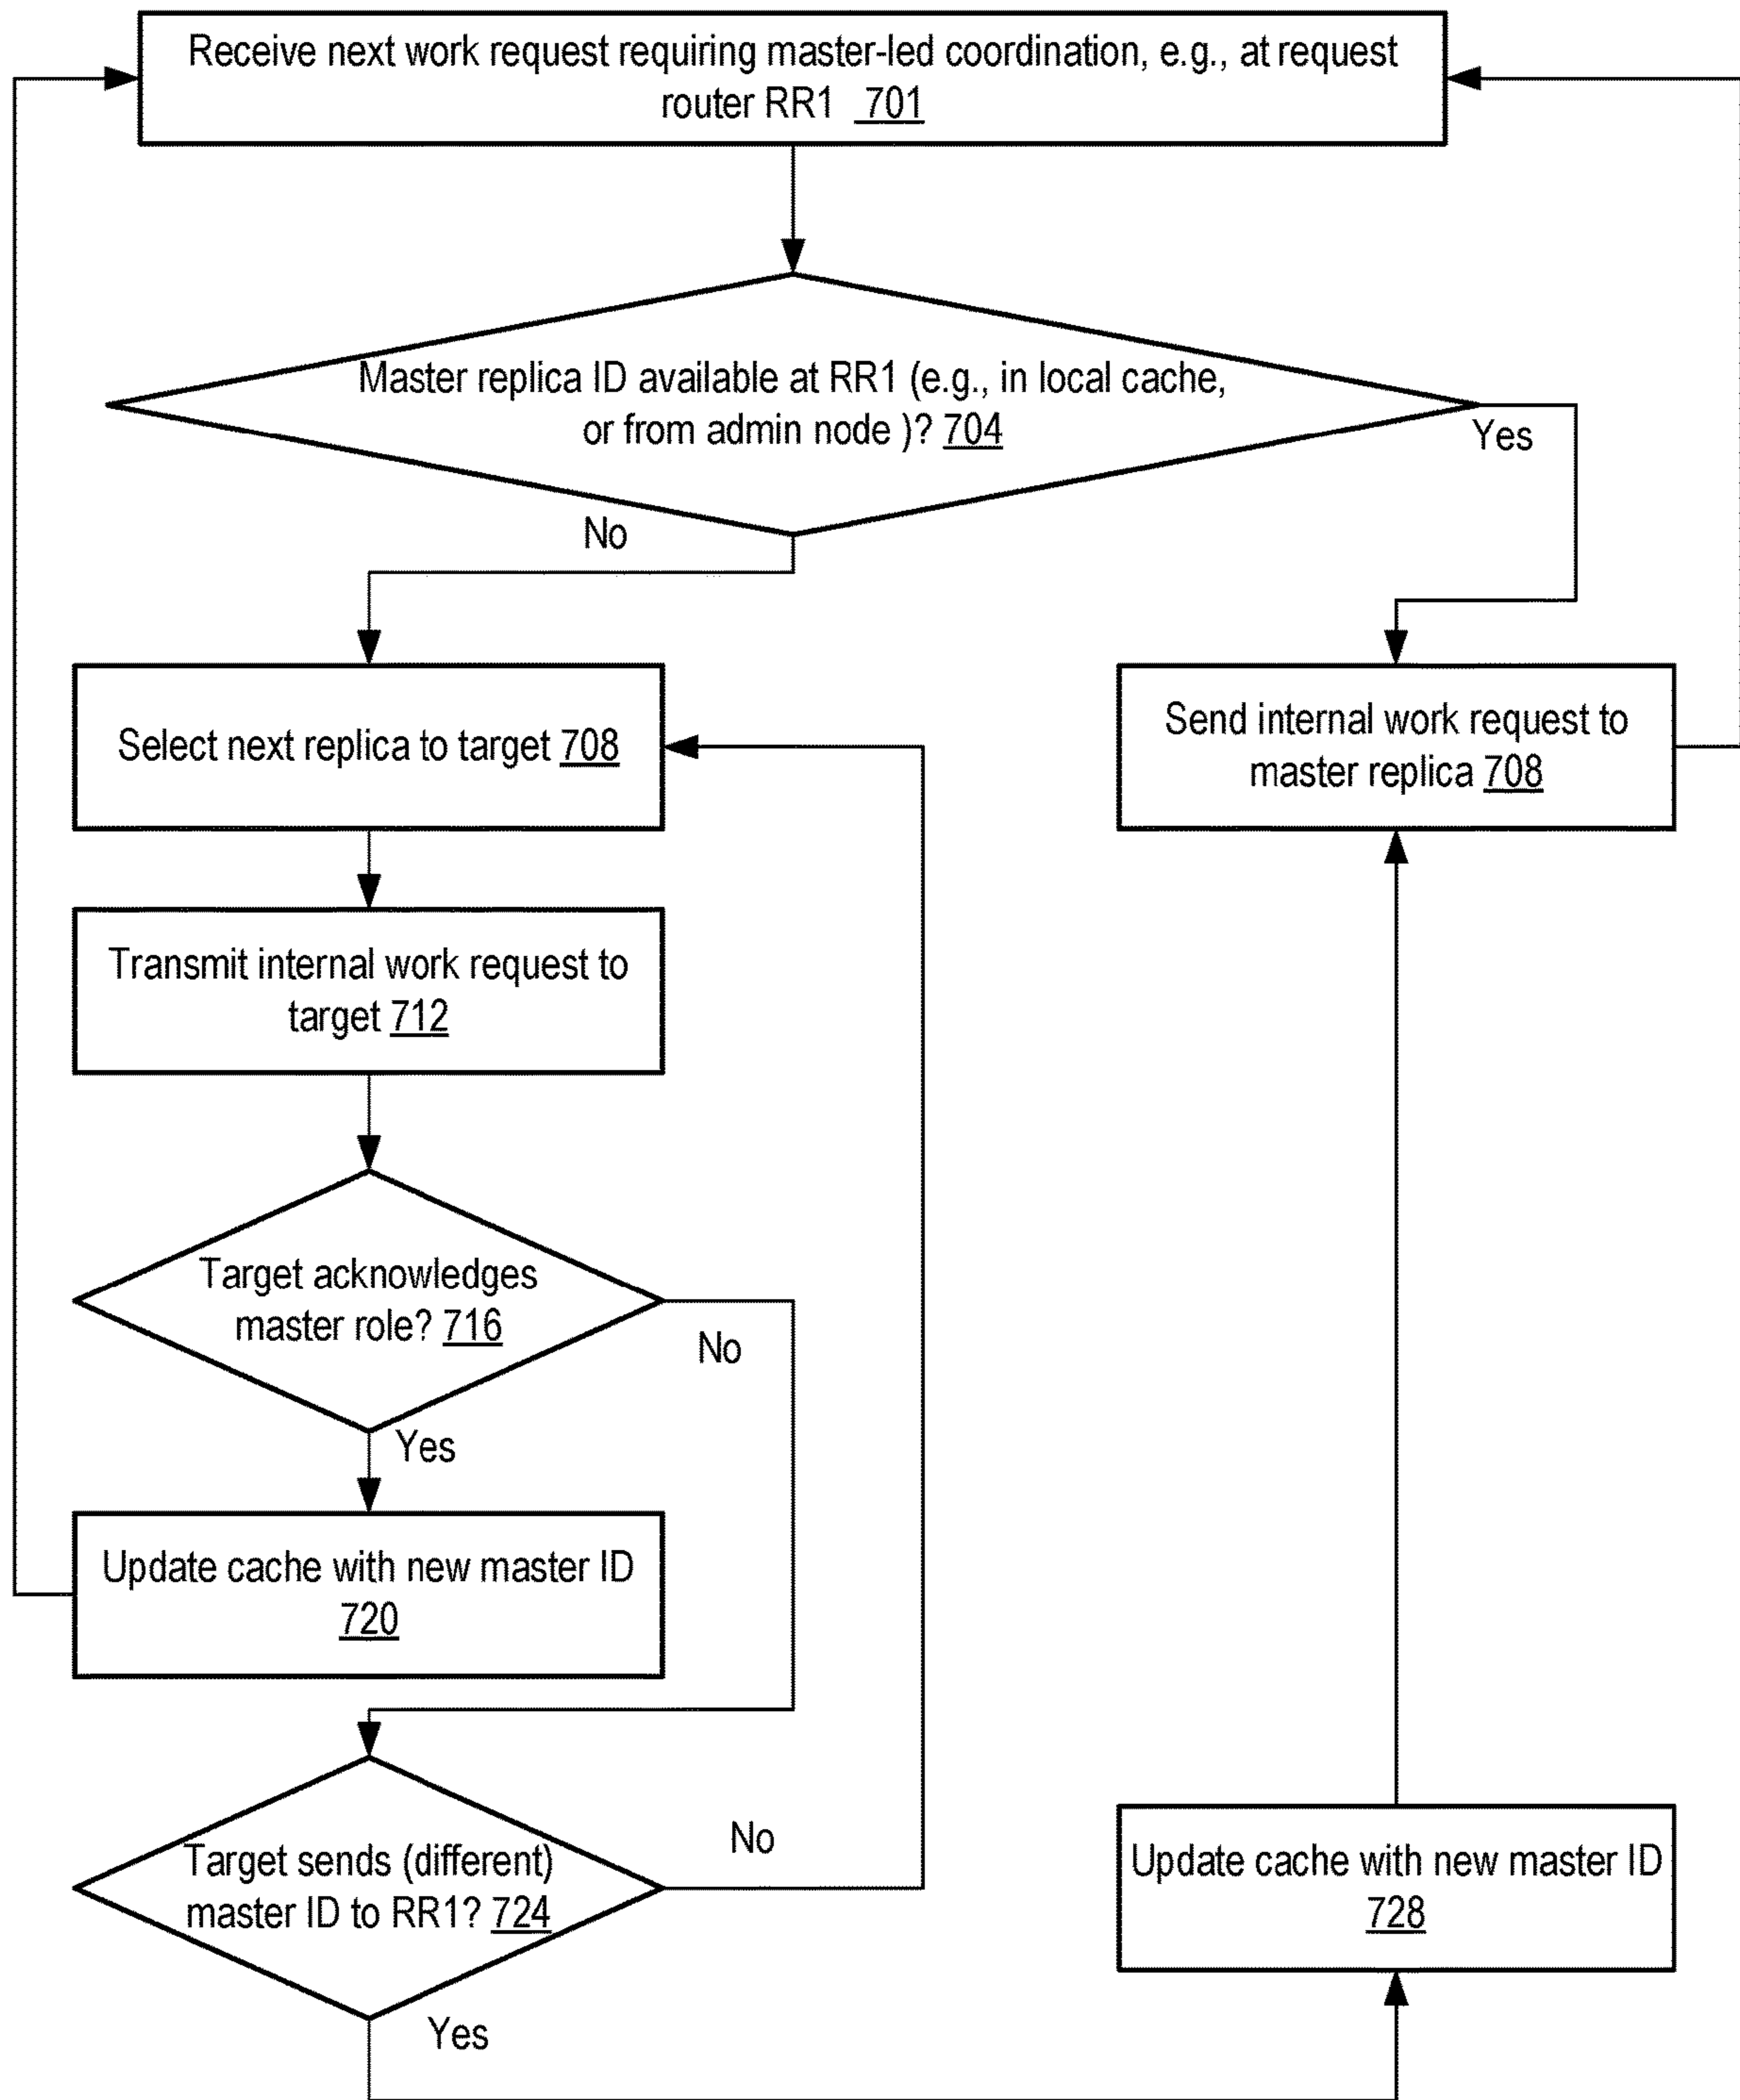 Receive next work request requiring master-led coordination, e.g., at request
router RR1 701
Master replica ID available at RR1 (e.g., in local cache,
or from admin node )? 704
Yes
No
Select next replica to target 708
Send internal work request to
master replica 708
Transmit internal work request to
target 712
Target acknowledges
master role? 716
No
Yes
Update cache with new master ID
720
Target sends (different)
master ID to RR1? 724
No
Update cache with new master ID
728
Yes